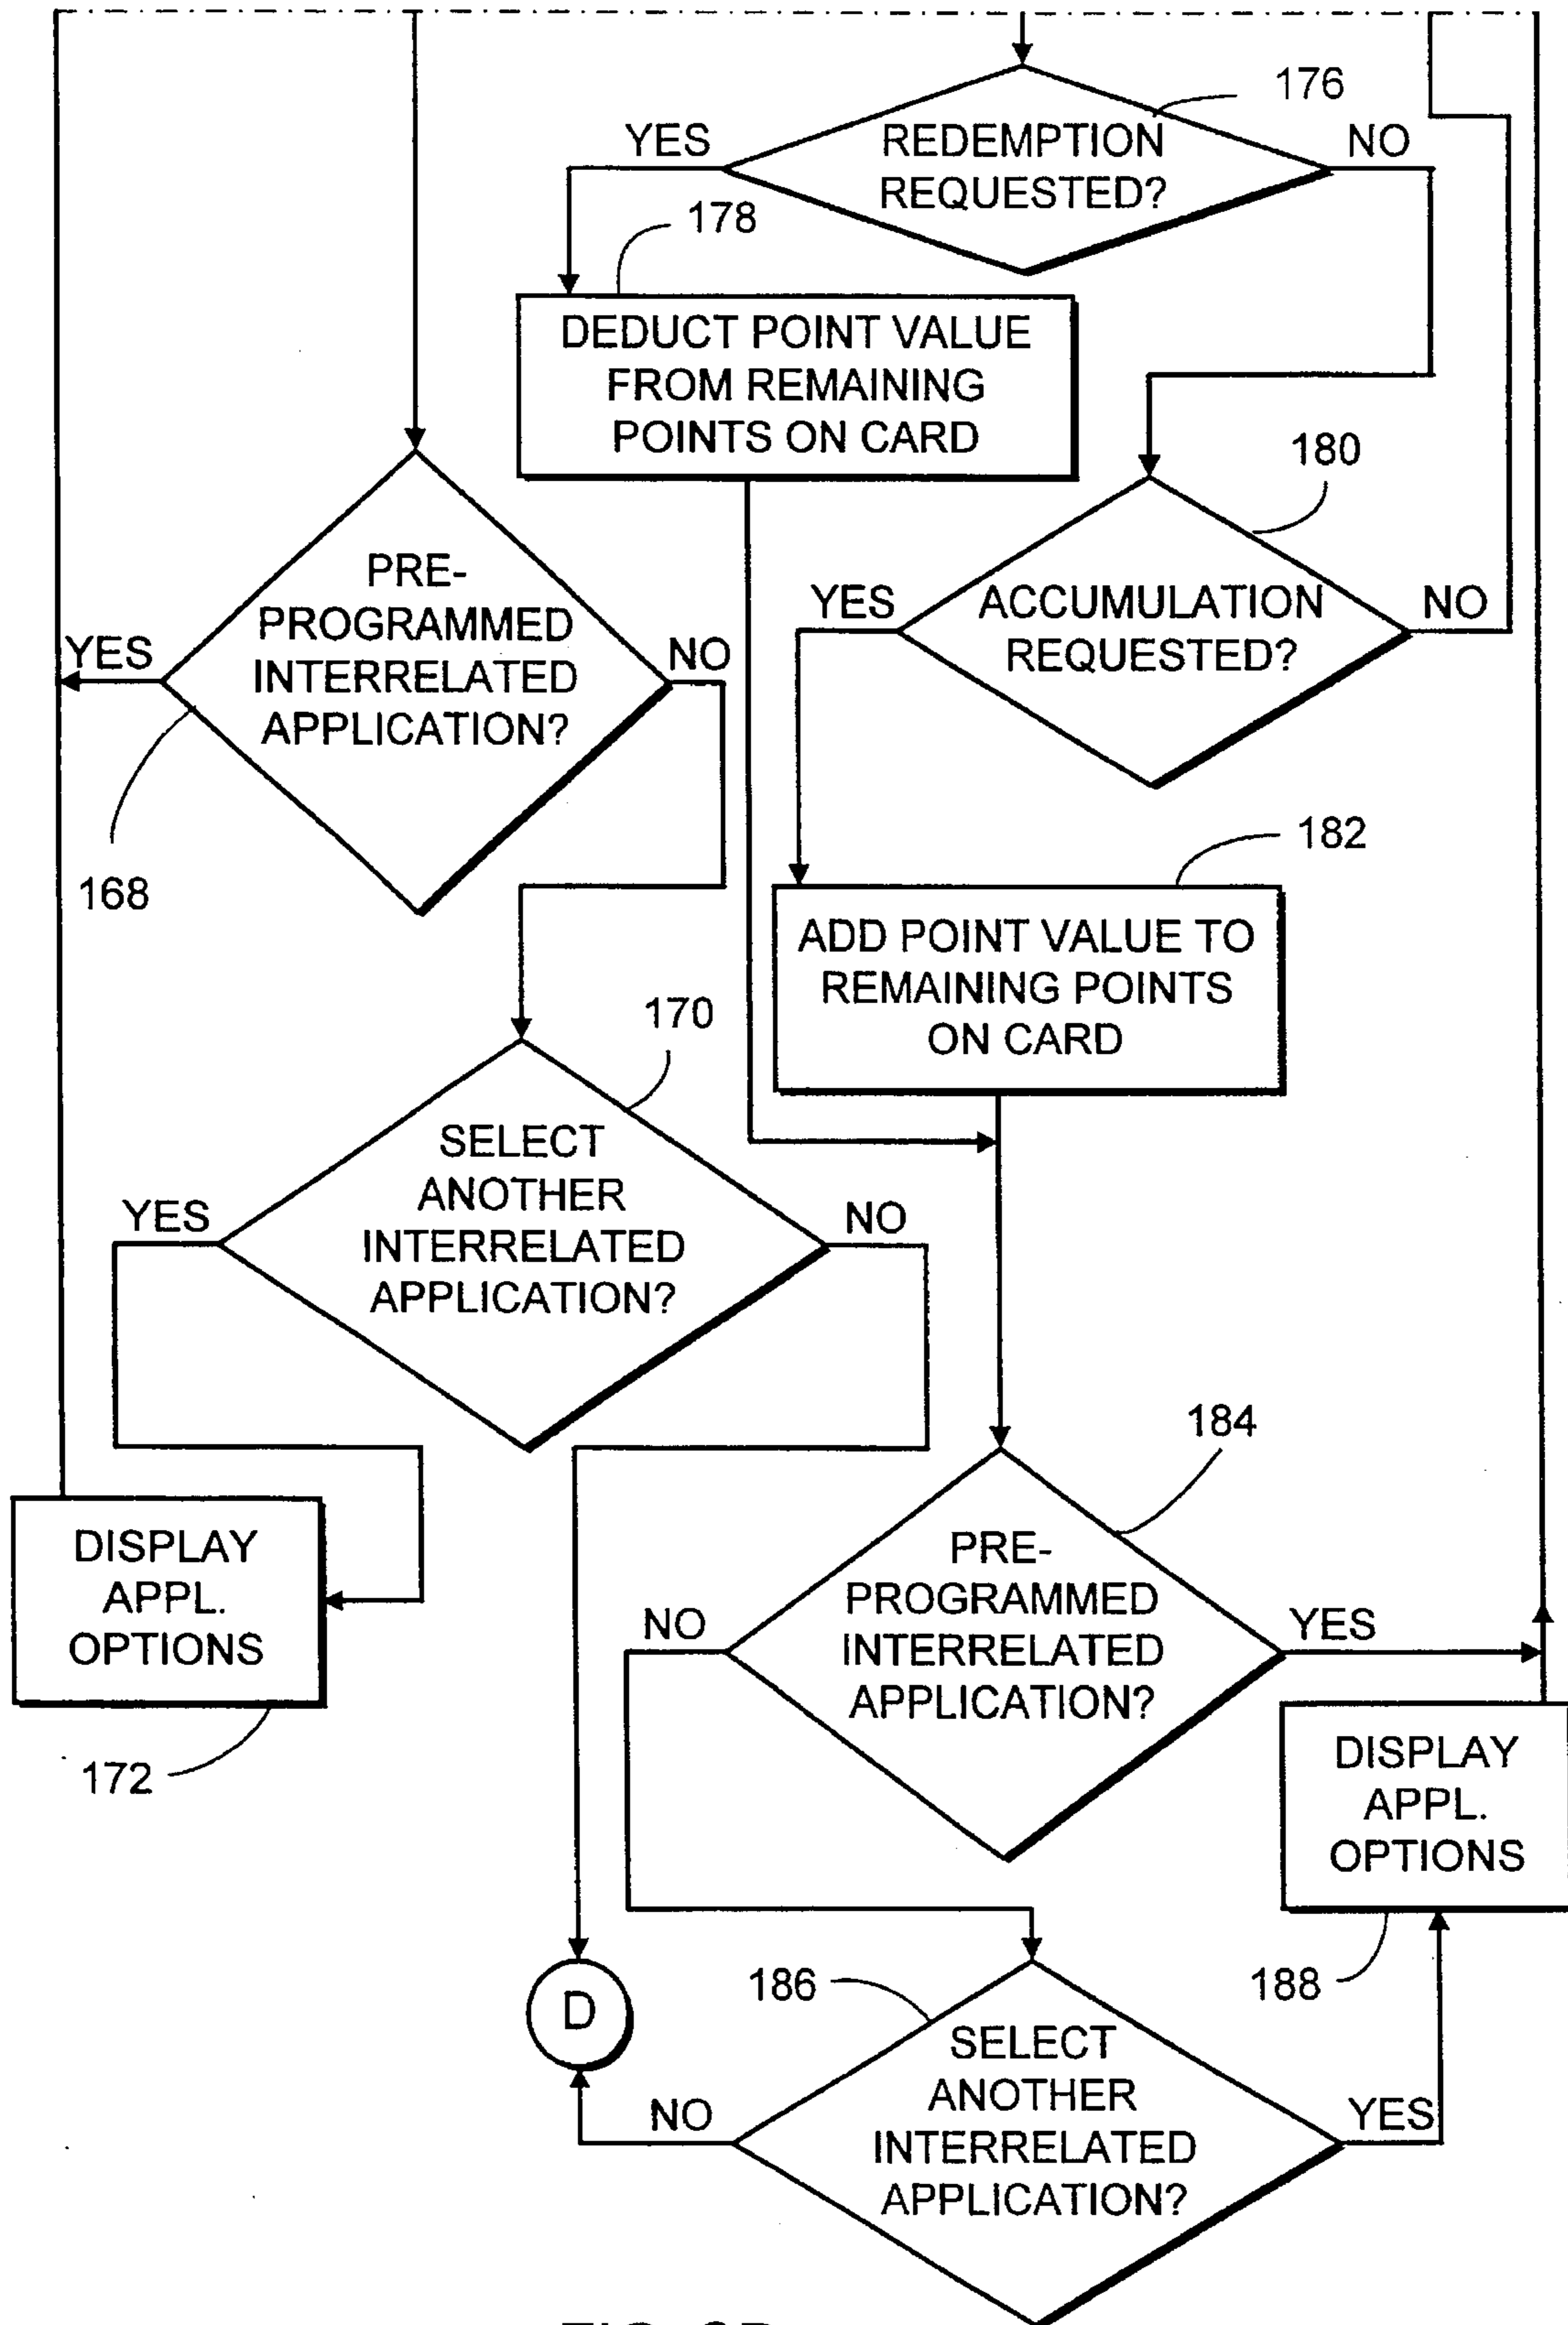 176
YES
REDEMPTION
REQUESTED?
NO
178
DEDUCT POINT VALUE
FROM REMAINING
POINTS ON CARD
180
PRE-
PROGRAMMED
INTERRELATED
APPLICATION?
YES
NO
168
YES
ACCUMULATION
REQUESTED?
NO
182
ADD POINT VALUE TO
REMAINING POINTS
ON CARD
170
SELECT
ANOTHER
INTERRELATED
APPLICATION?
YES
NO
184
DISPLAY
APPL.
OPTIONS
172
PRE-
PROGRAMMED
INTERRELATED
APPLICATION?
NO
YES
DISPLAY
APPL.
OPTIONS
188
D
186
SELECT
ANOTHER
INTERRELATED
APPLICATION?
NO
YES